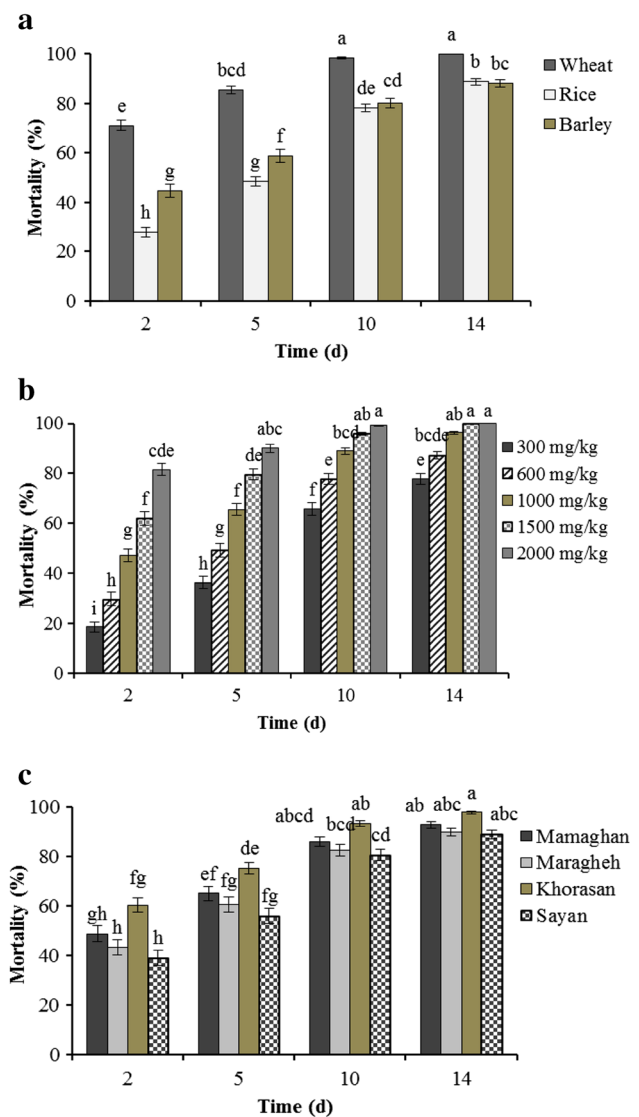 a
100
80
60
40
20
0
Mortality (%)
e
h
g
bcd
g
f
a
de
cd
a
b
bc
2
5
10
14
Time (d)
Wheat
Rice
Barley
b
100
80
60
40
20
0
Mortality (%)
i
h
g
f
cde
h
g
f
de
abc
f
e
bcd
ab
a
e
bcde
ab
a
a
2
5
10
14
Time (d)
300 mg/kg
600 mg/kg
1000 mg/kg
1500 mg/kg
2000 mg/kg
c
100
80
60
40
20
0
Mortality (%)
gh
h
fg
h
ef
fg
de
fg
abcd
bcd
ab
cd
ab
abc
a
abc
2
5
10
14
Time (d)
Mamaghan
Maragheh
Khorasan
Sayan